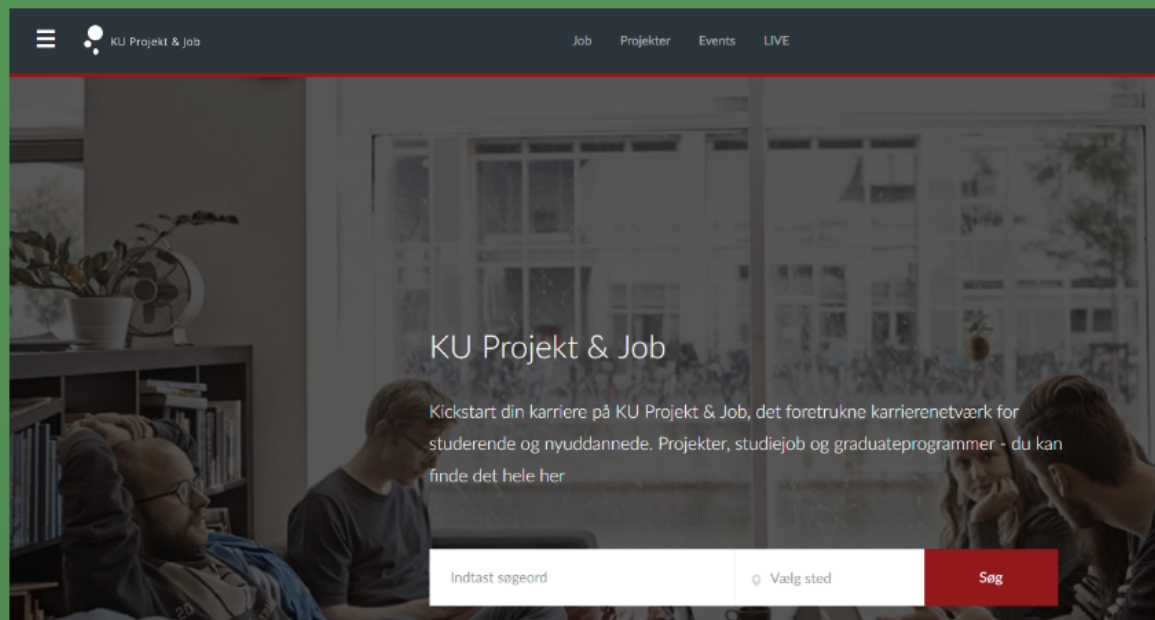 KU Projekt & Job
Job Projekter Events LIVE
KU Projekt & Job
Kickstart din karriere på KU Projekt & Job, det foretrukne karrierenetværk for
studerende og nyuddannede. Projekter, studiejob og graduateprogrammer - du kan
finde det hele her
Indtast søgeord Vælg sted Søg